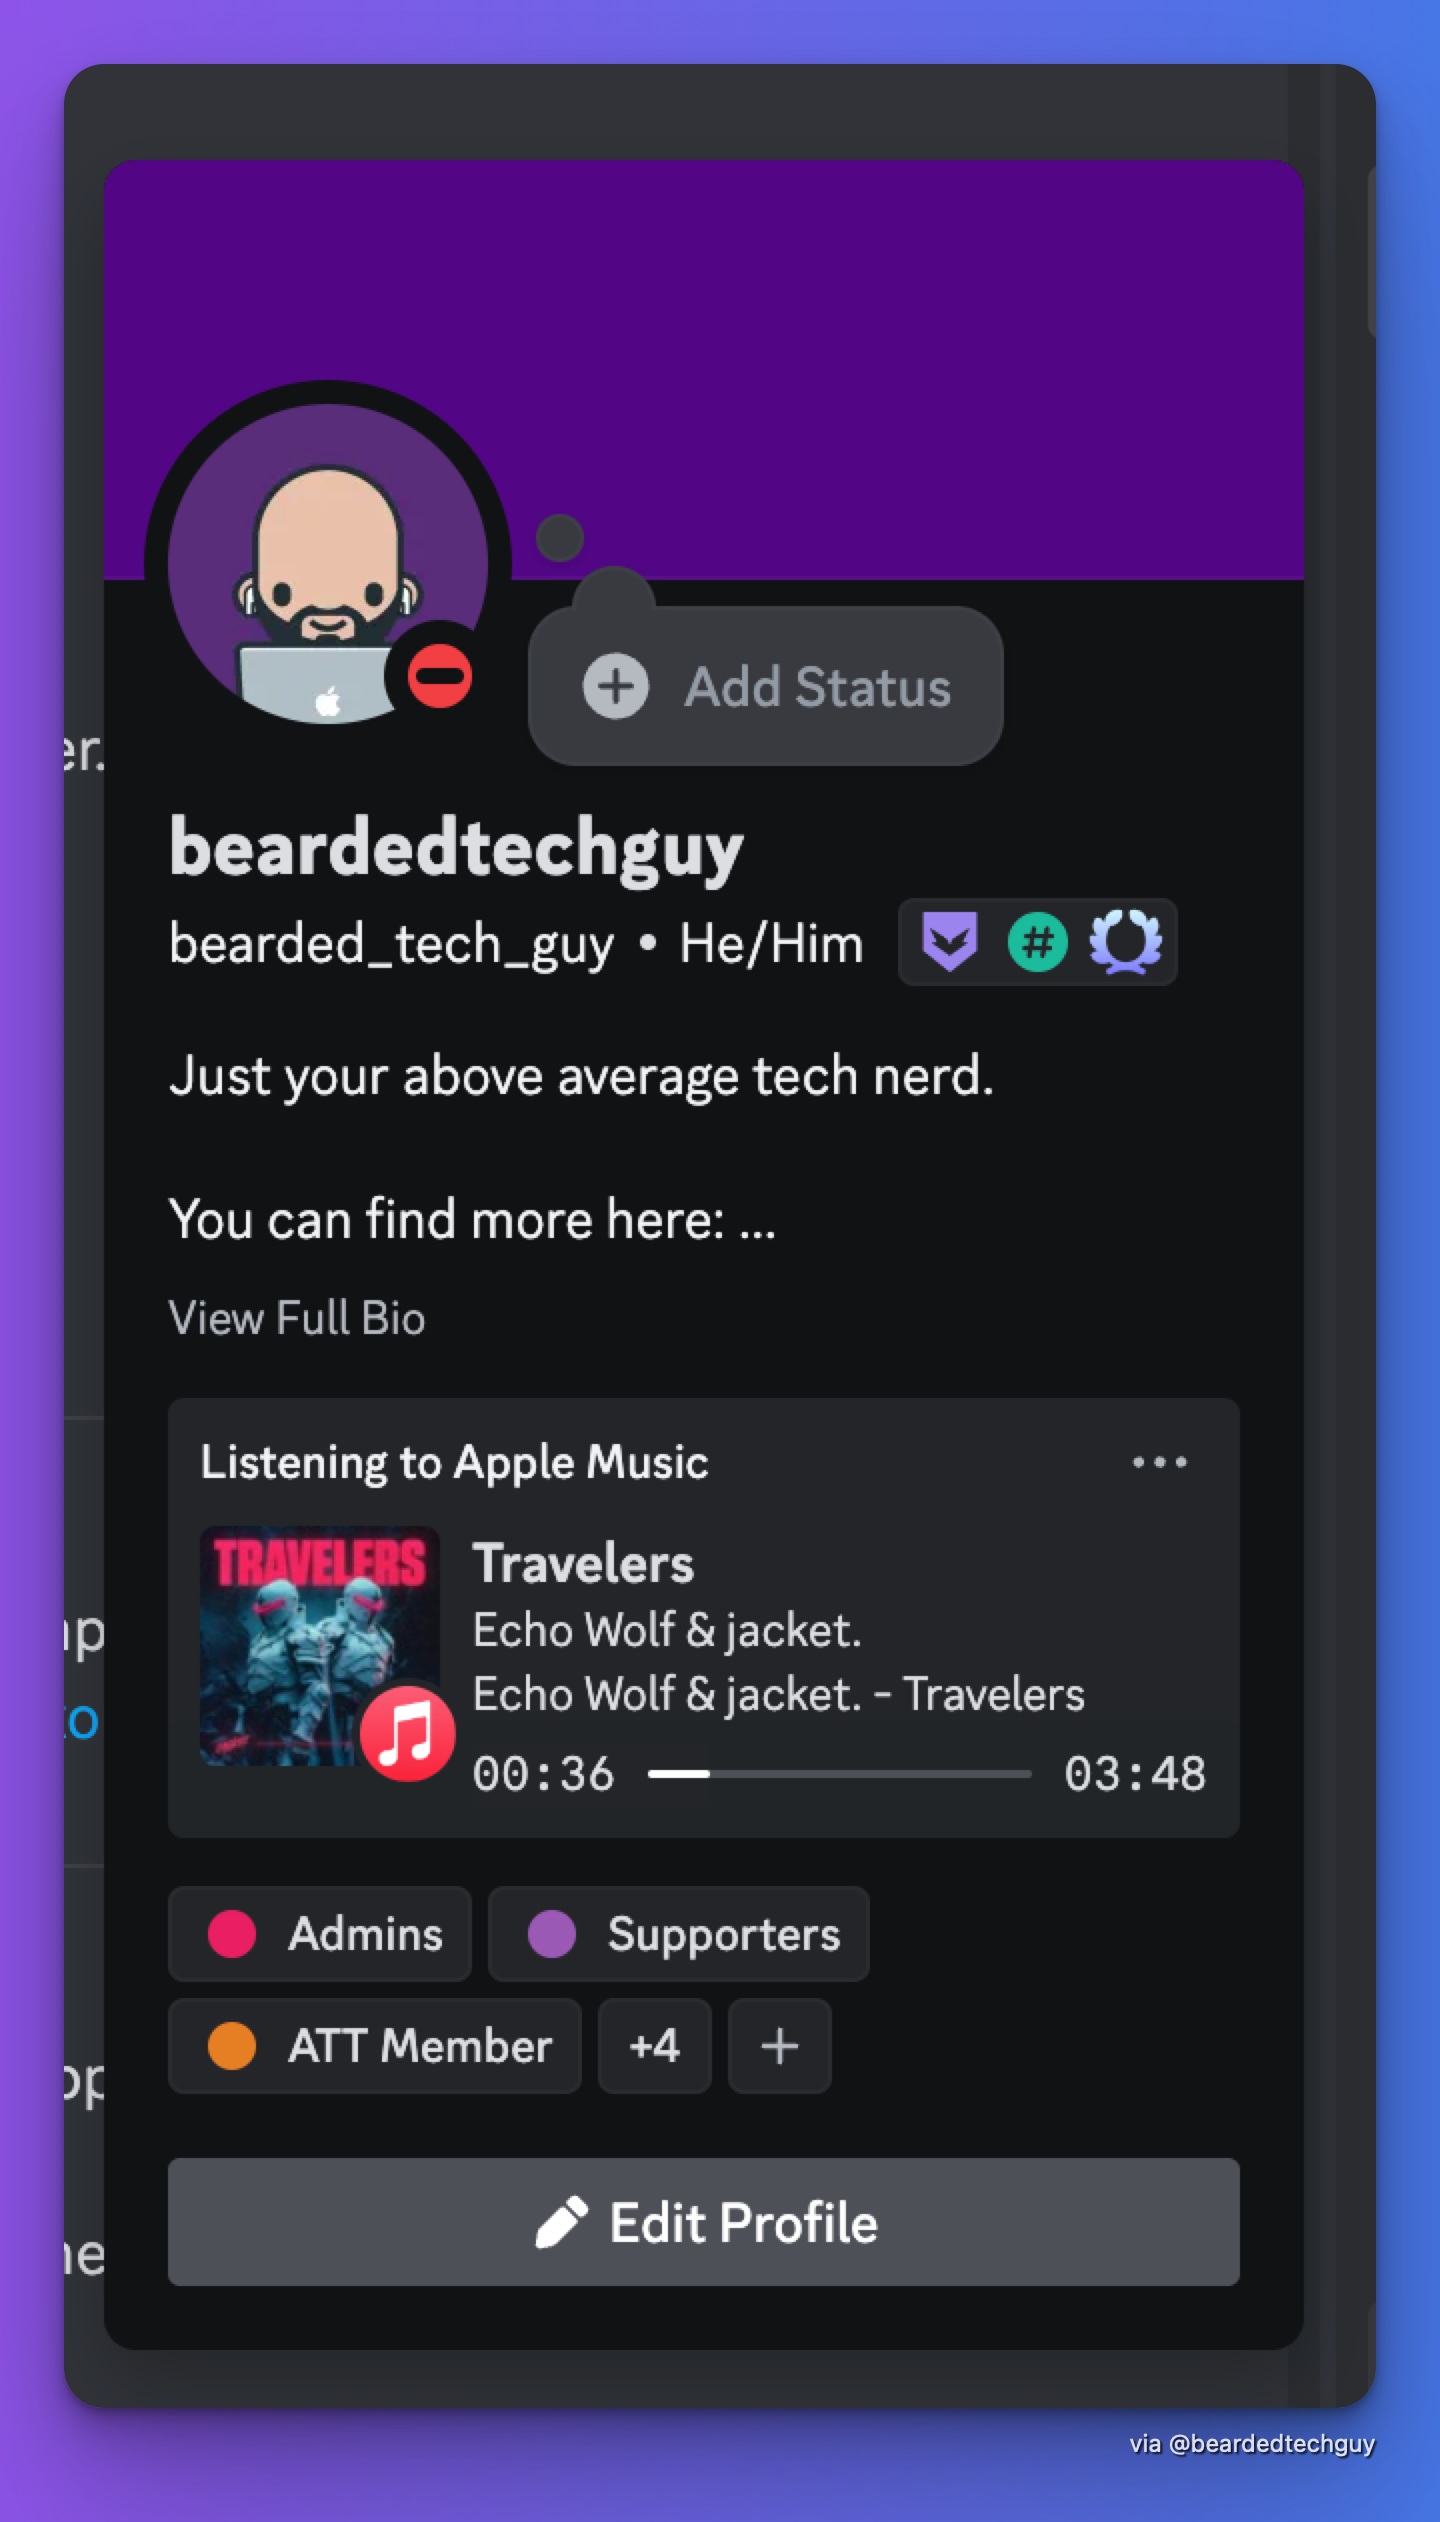 er.
Add Status
beardedtechguy
bearded_tech_guy • He/Him
#
Just your above average tech nerd.
You can find more here: ...
View Full Bio
Listening to Apple Music
TRAVELERS
Travelers
Echo Wolf & jacket.
Echo Wolf & jacket. - Travelers
00:36 03:48
Admins Supporters
ATT Member +4 +
Edit Profile
via @beardedtechguy